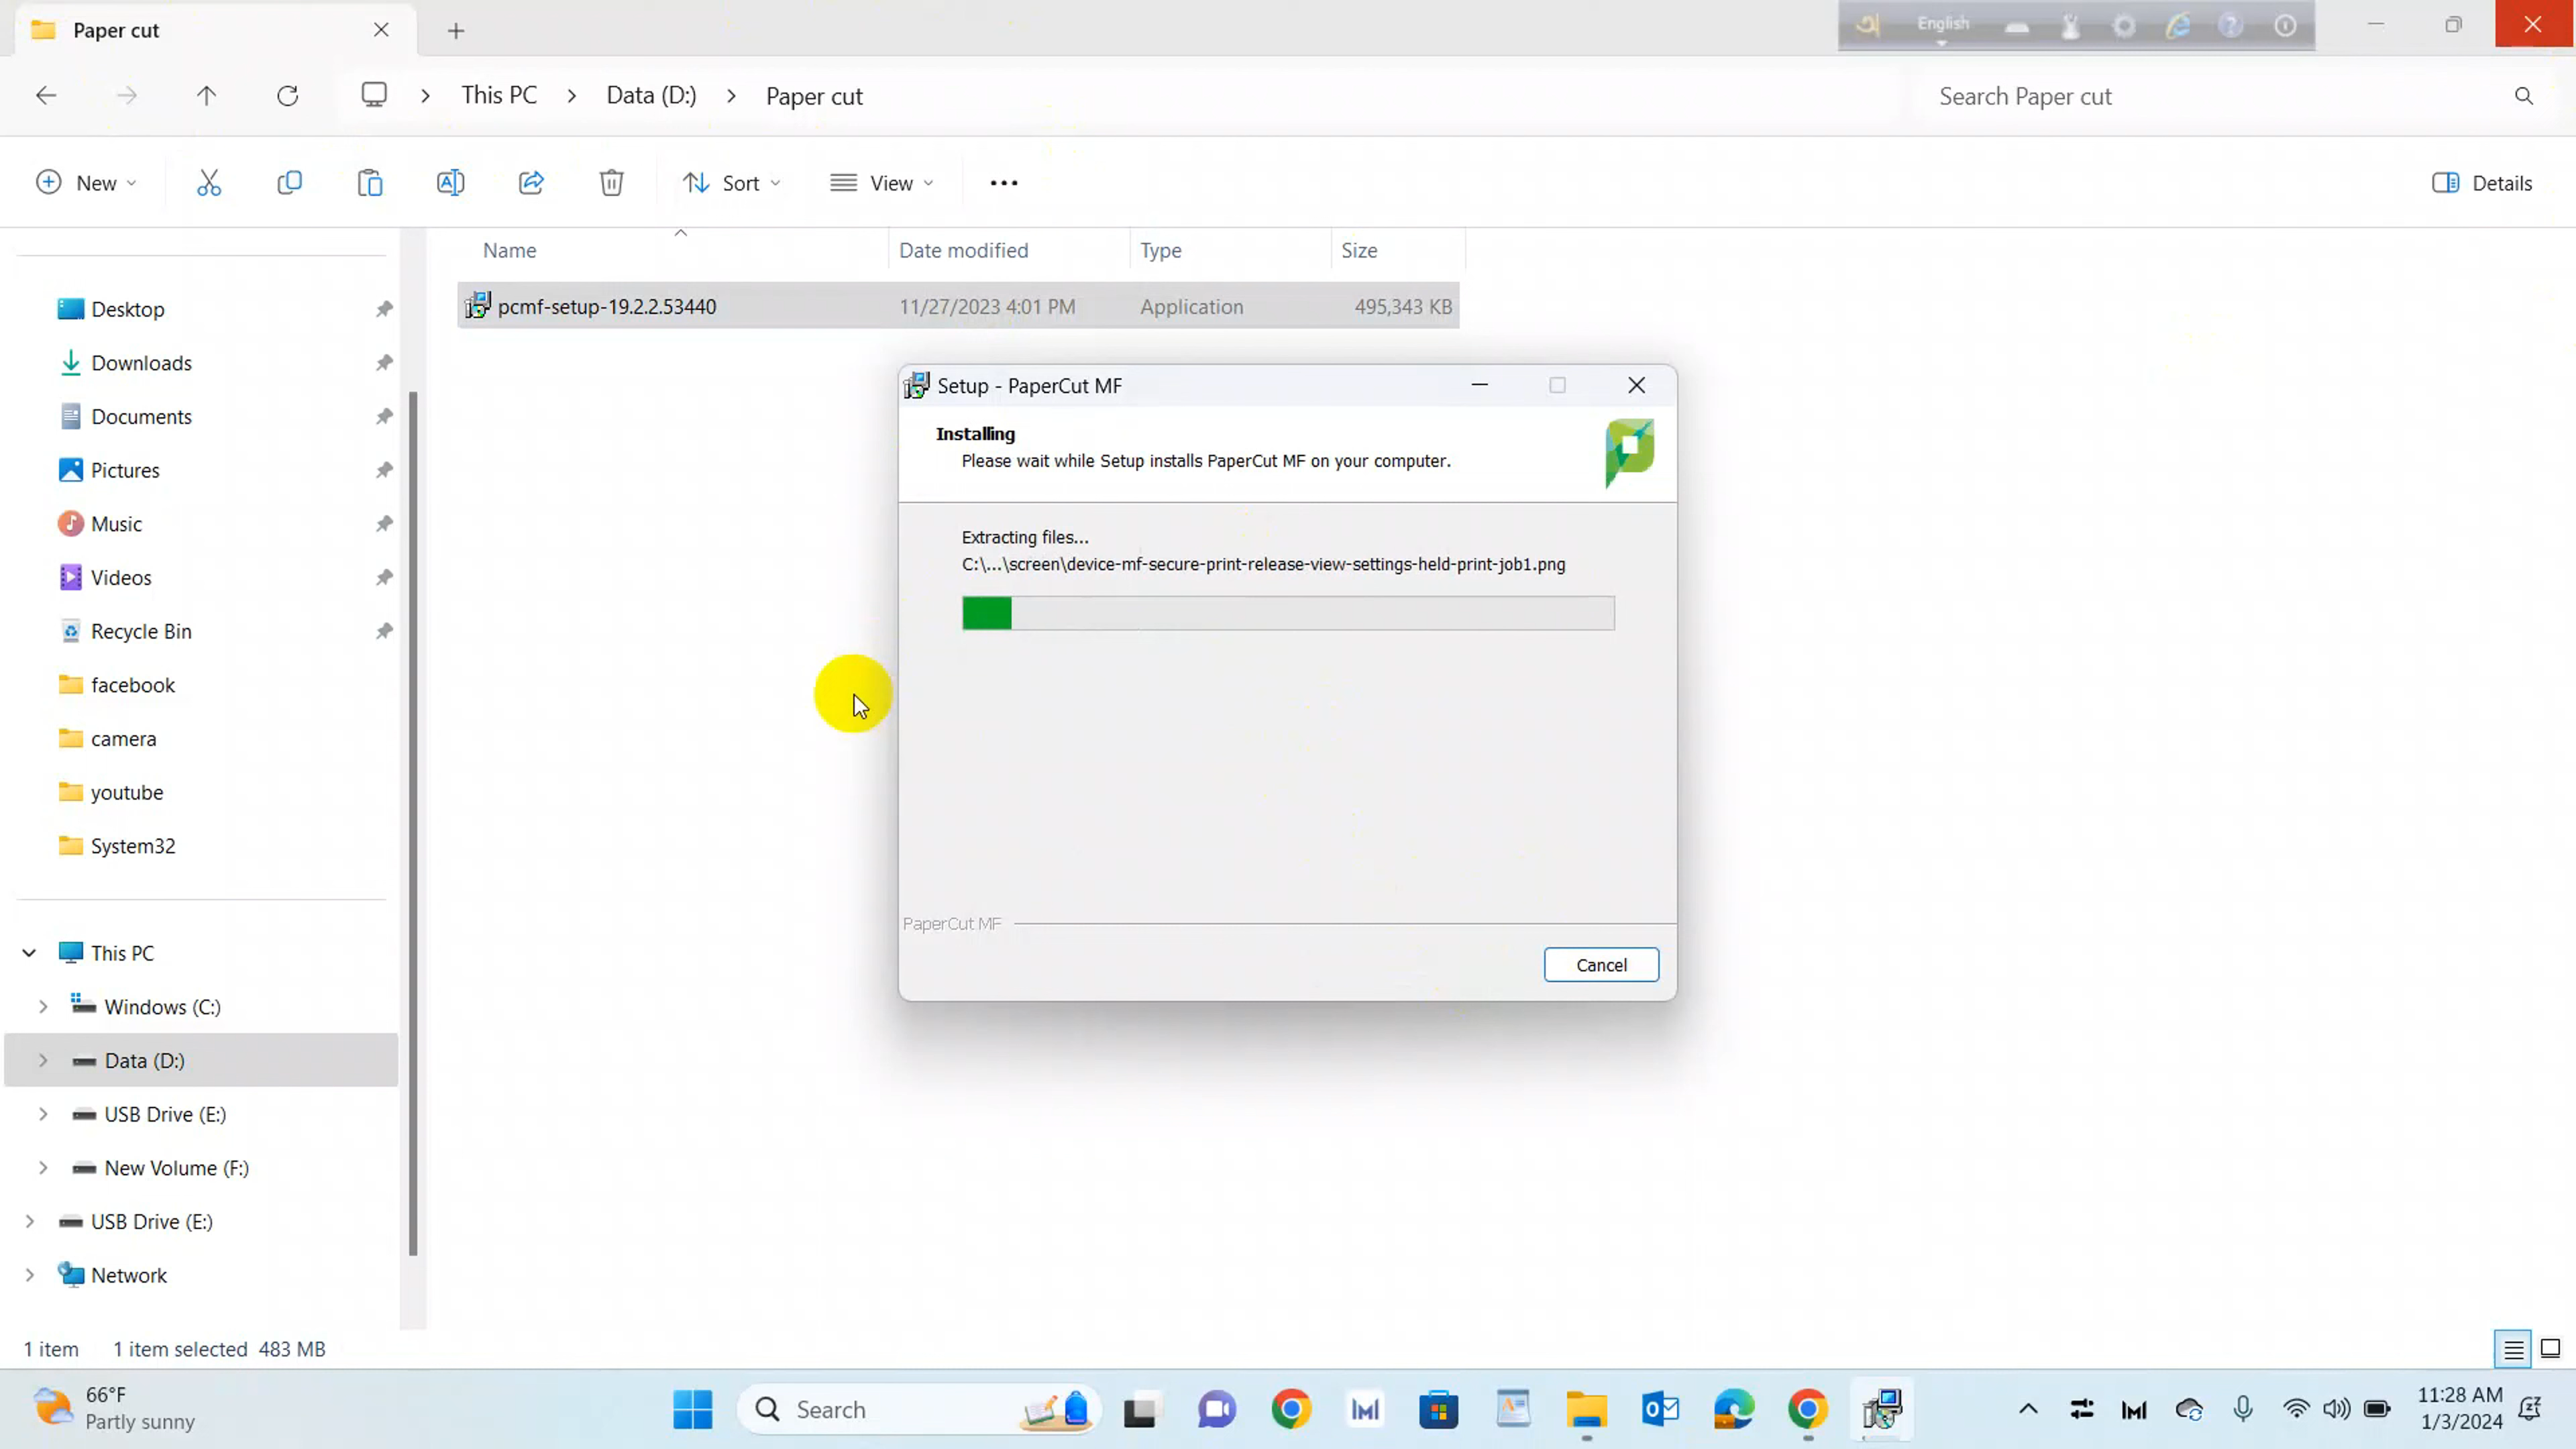 Paper cut
English
This PC
Data (D:)
Paper cut
Search Paper cut
New
Sort
View
Details
Name
Date modified
Type
Size
pcmf-setup-19.2.2.53440
11/27/2023 4:01 PM
Application
495,343 KB
Desktop
Downloads
Documents
Pictures
Music
Videos
Recycle Bin
facebook
camera
youtube
System32
This PC
Windows (C:)
Data (D:)
USB Drive (E:)
New Volume (F:)
USB Drive (E:)
Network
Setup - PaperCut MF
Installing
Please wait while Setup installs PaperCut MF on your computer.
Extracting files...
C:\...\screen\device-mf-secure-print-release-view-settings-held-print-job1.png
PaperCut MF
Cancel
1 item
1 item selected 483 MB
66°F
Partly sunny
Search
11:28 AM
1/3/2024